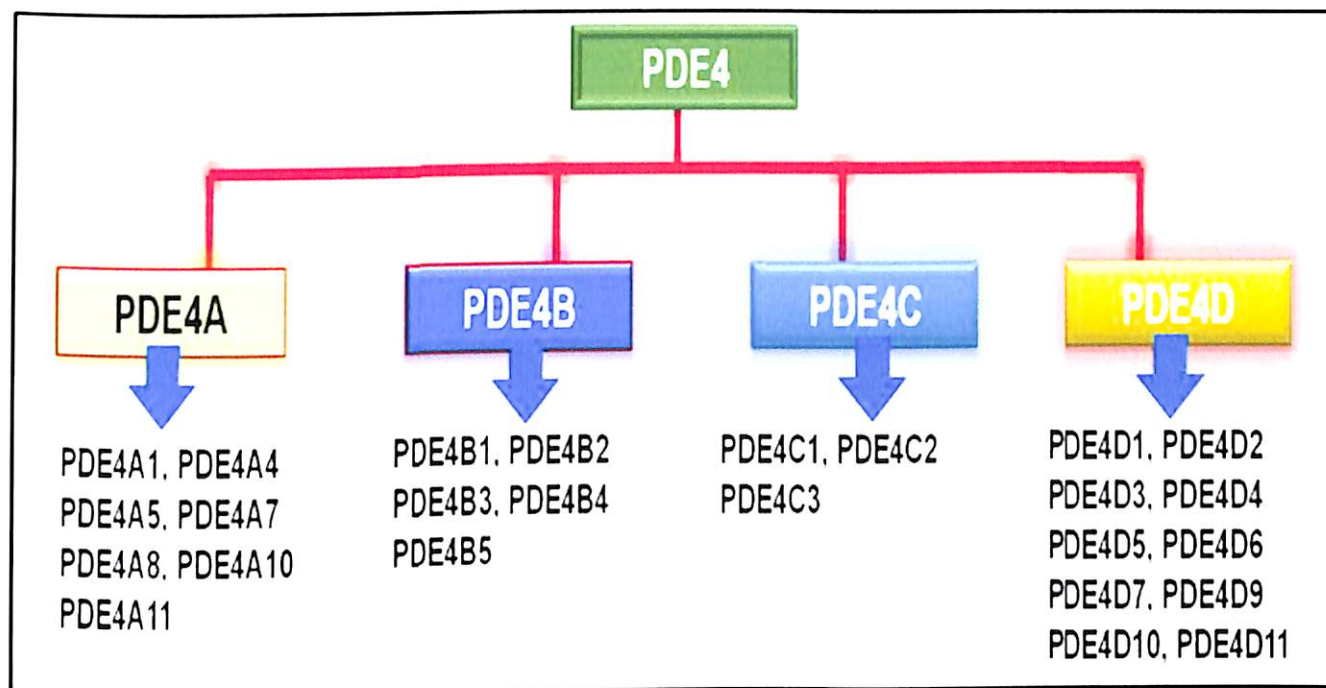 PDE4
PDE4A
PDE4B
PDE4C
PDE4D
PDE4A1, PDE4A4
PDE4A5, PDE4A7
PDE4A8, PDE4A10
PDE4A11
PDE4B1, PDE4B2
PDE4B3, PDE4B4
PDE4B5
PDE4C1, PDE4C2
PDE4C3
PDE4D1, PDE4D2
PDE4D3, PDE4D4
PDE4D5, PDE4D6
PDE4D7, PDE4D9
PDE4D10, PDE4D11